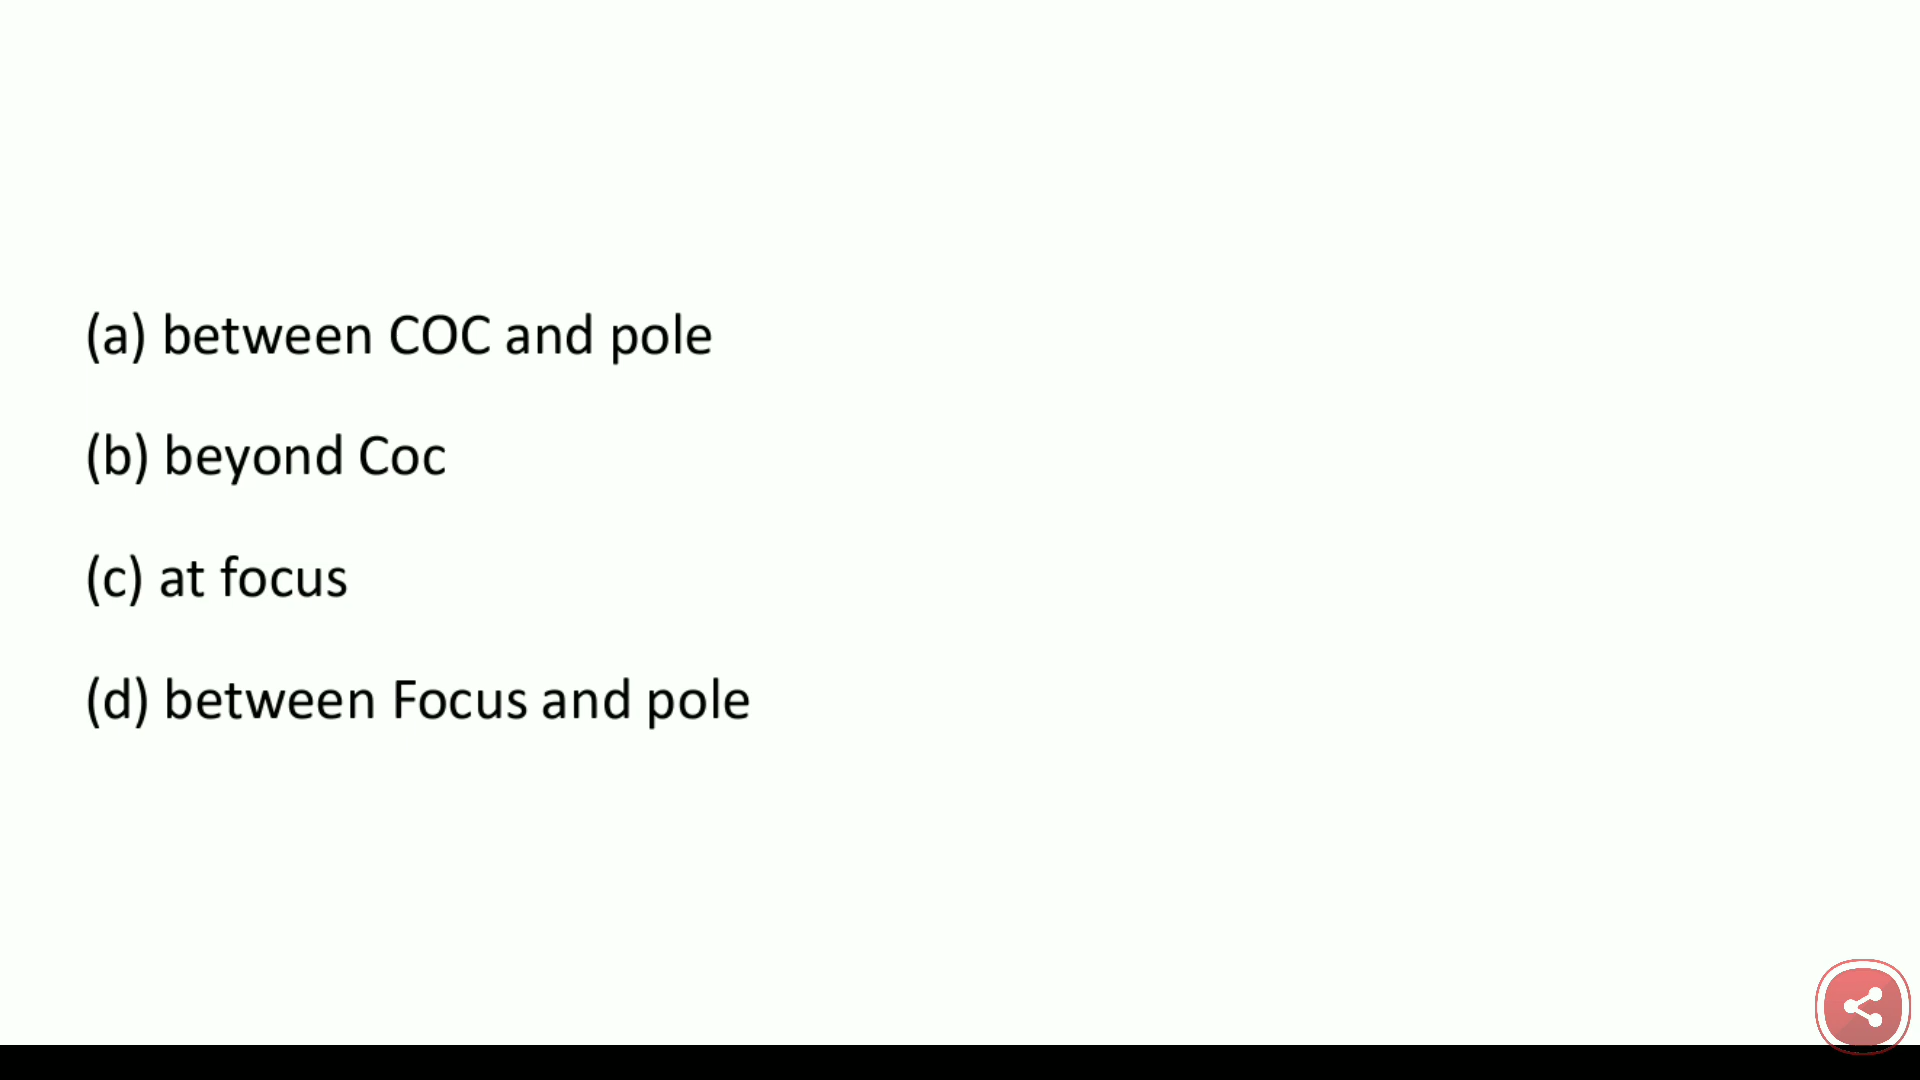 (a) between COC and pole
(b) beyond Coc
(c) at focus
(d) between Focus and pole